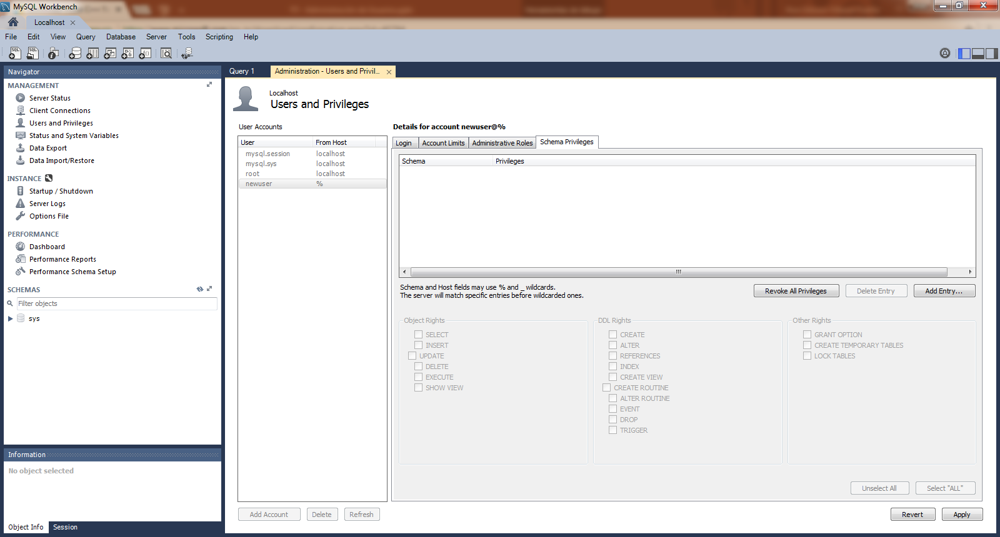 MySQL Workbench
Localhost
File Edit View Query Database Server Tools Scripting Help
Navigator
MANAGEMENT
Server Status
Client Connections
Users and Privileges
Status and System Variables
Data Export
Data Import/Restore
INSTANCE
Startup / Shutdown
Server Logs
Options File
PERFORMANCE
Dashboard
Performance Reports
Performance Schema Setup
SCHEMAS
Filter objects
sys
Information
No object selected
Object Info Session
Query 1 Administration - Users and Privil...
Localhost
Users and Privileges
User Accounts
User From Host
mysql.session localhost
mysql.sys localhost
root localhost
newuser %
Add Account Delete Refresh
Details for account newuser@%
Login Account Limits Administrative Roles Schema Privileges
Schema Privileges
Schema and Host fields may use % and _ wildcards.
The server will match specific entries before wildcarded ones.
Revoke All Privileges Delete Entry Add Entry...
Object Rights
SELECT
INSERT
UPDATE
DELETE
EXECUTE
SHOW VIEW
DDL Rights
CREATE
ALTER
REFERENCES
INDEX
CREATE VIEW
CREATE ROUTINE
ALTER ROUTINE
EVENT
DROP
TRIGGER
Other Rights
GRANT OPTION
CREATE TEMPORARY TABLES
LOCK TABLES
Unselect All Select "ALL"
Revert Apply